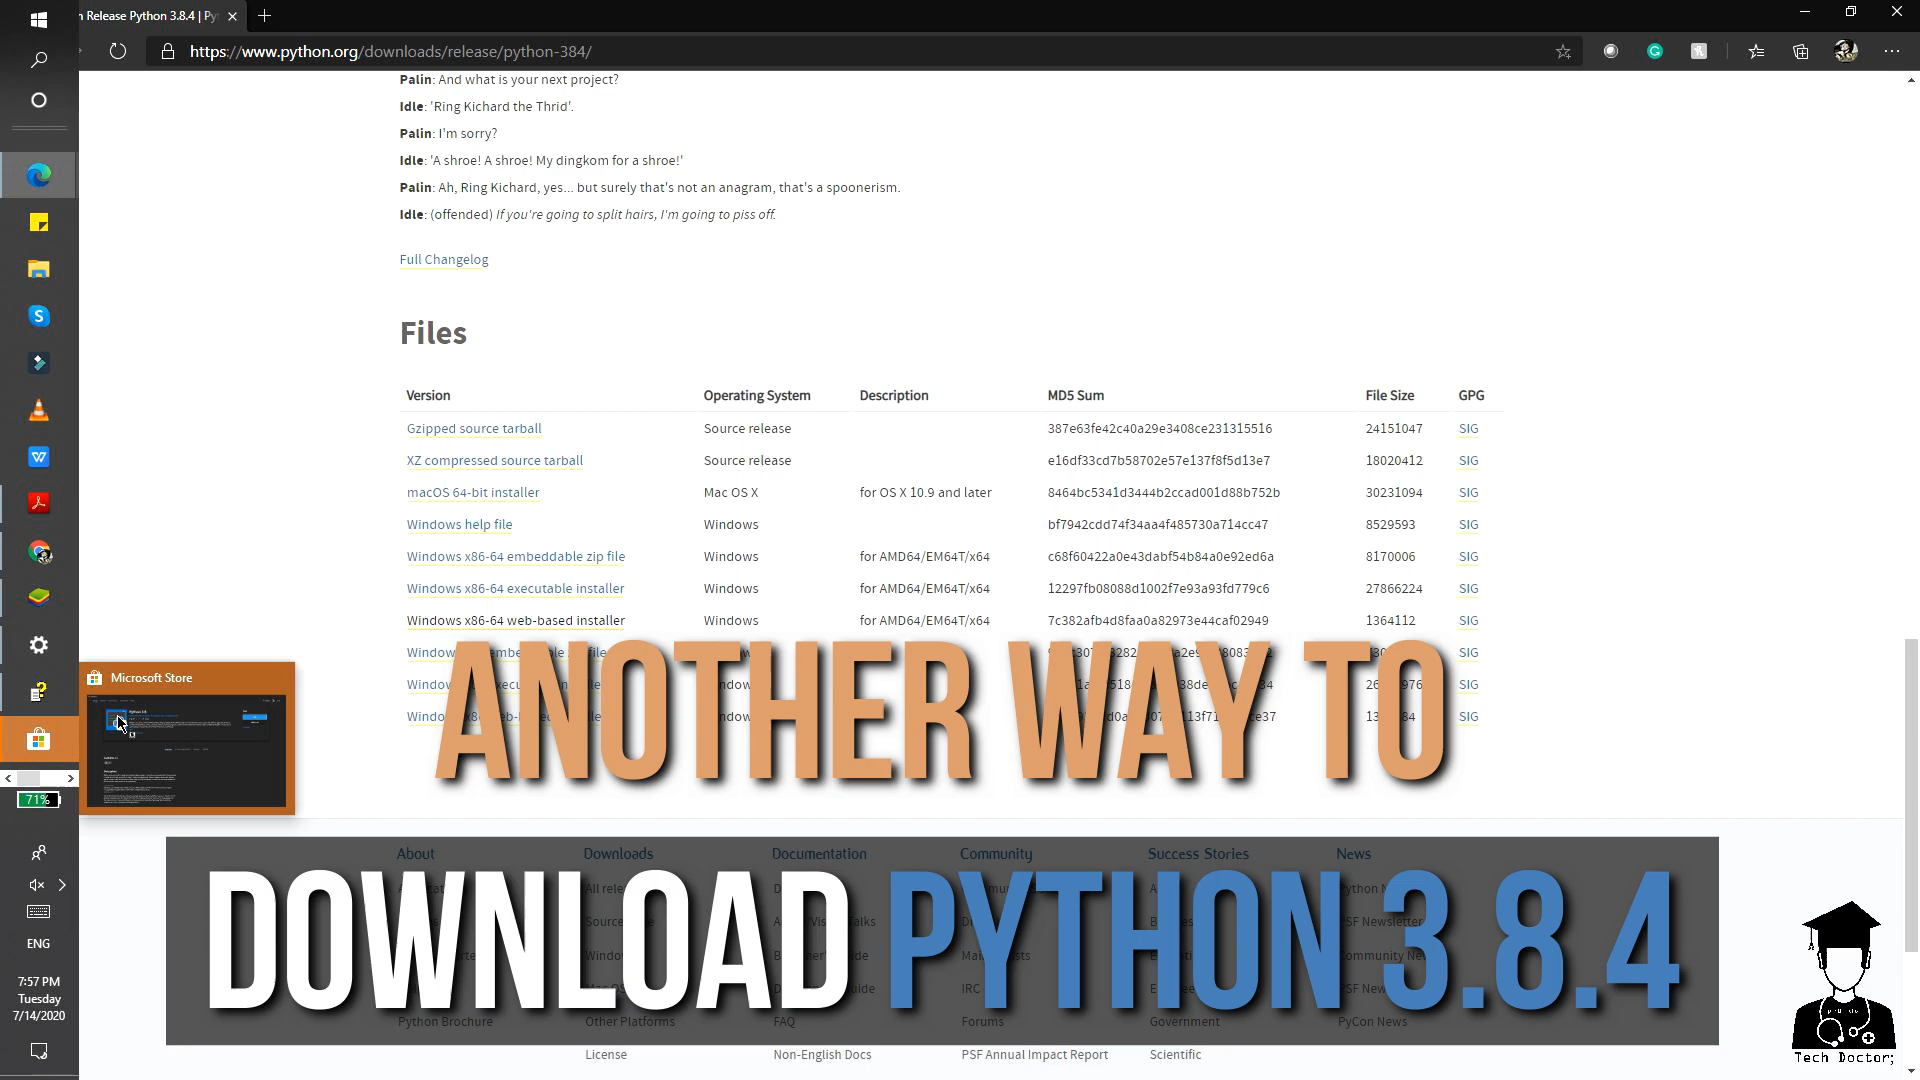 n Release Python 3.8.4 | Py
https://www.python.org/downloads/release/python-384/
Palin: And what is your next project?
Idle: 'Ring Kichard the Thrid'.
Palin: I'm sorry?
Idle: 'A shroe! A shroe! My dingkom for a shroe!'
Palin: Ah, Ring Kichard, yes... but surely that's not an anagram, that's a spoonerism.
Idle: (offended) If you're going to split hairs, I'm going to piss off.
Full Changelog
Files
Version Operating System Description MD5 Sum File Size GPG
Gzipped source tarball Source release 387e63fe42c40a29e3408ce231315516 24151047 SIG
XZ compressed source tarball Source release e16df33cd7b58702e57e137f8f5d13e7 18020412 SIG
macOS 64-bit installer Mac OS X for OS X 10.9 and later 8464bc5341d3444b2ccad001d88b752b 30231094 SIG
Windows help file Windows bf7942cdd74f34aa4f485730a714cc47 8529593 SIG
Windows x86-64 embeddable zip file Windows for AMD64/EM64T/x64 c68f60422a0e43dabf54b84a0e92ed6a 8170006 SIG
Windows x86-64 executable installer Windows for AMD64/EM64T/x64 12297fb08088d1002f7e93a93fd779c6 27866224 SIG
Windows x86-64 web-based installer Windows for AMD64/EM64T/x64 7c382afb4d8faa0a82973e44caf02949 1364112 SIG
SIG
SIG
SIG
Microsoft Store
ANOTHER WAY TO
71%
About Downloads Documentation Community Success Stories News
DOWNLOAD PYTHON 3.8.4
Python Brochure Other Platforms FAQ Forums Government PyCon News
License Non-English Docs PSF Annual Impact Report Scientific
ENG
7:57 PM
Tuesday
7/14/2020
Tech Doctor;